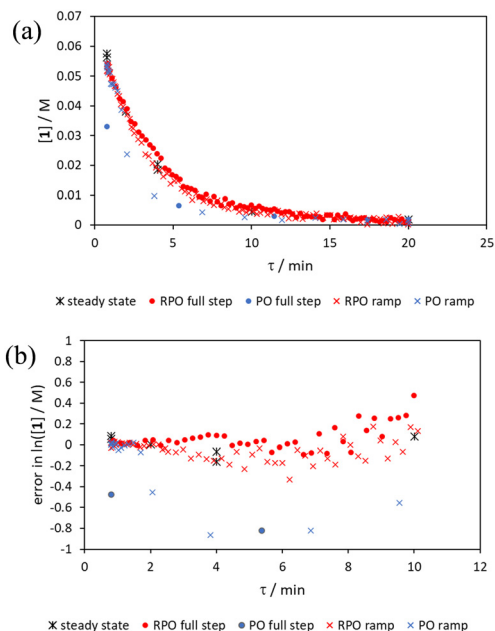 (a)
0.07
0.06
0.05
0.04
0.03
0.02
0.01
0
[1] / M
0 5 10 15 20 25
τ / min
steady state RPO full step PO full step RPO ramp PO ramp
(b)
1
0.8
0.6
0.4
0.2
0
-0.2
-0.4
-0.6
-0.8
-1
error in ln([1] / M)
0 2 4 6 8 10 12
τ / min
steady state RPO full step PO full step RPO ramp PO ramp